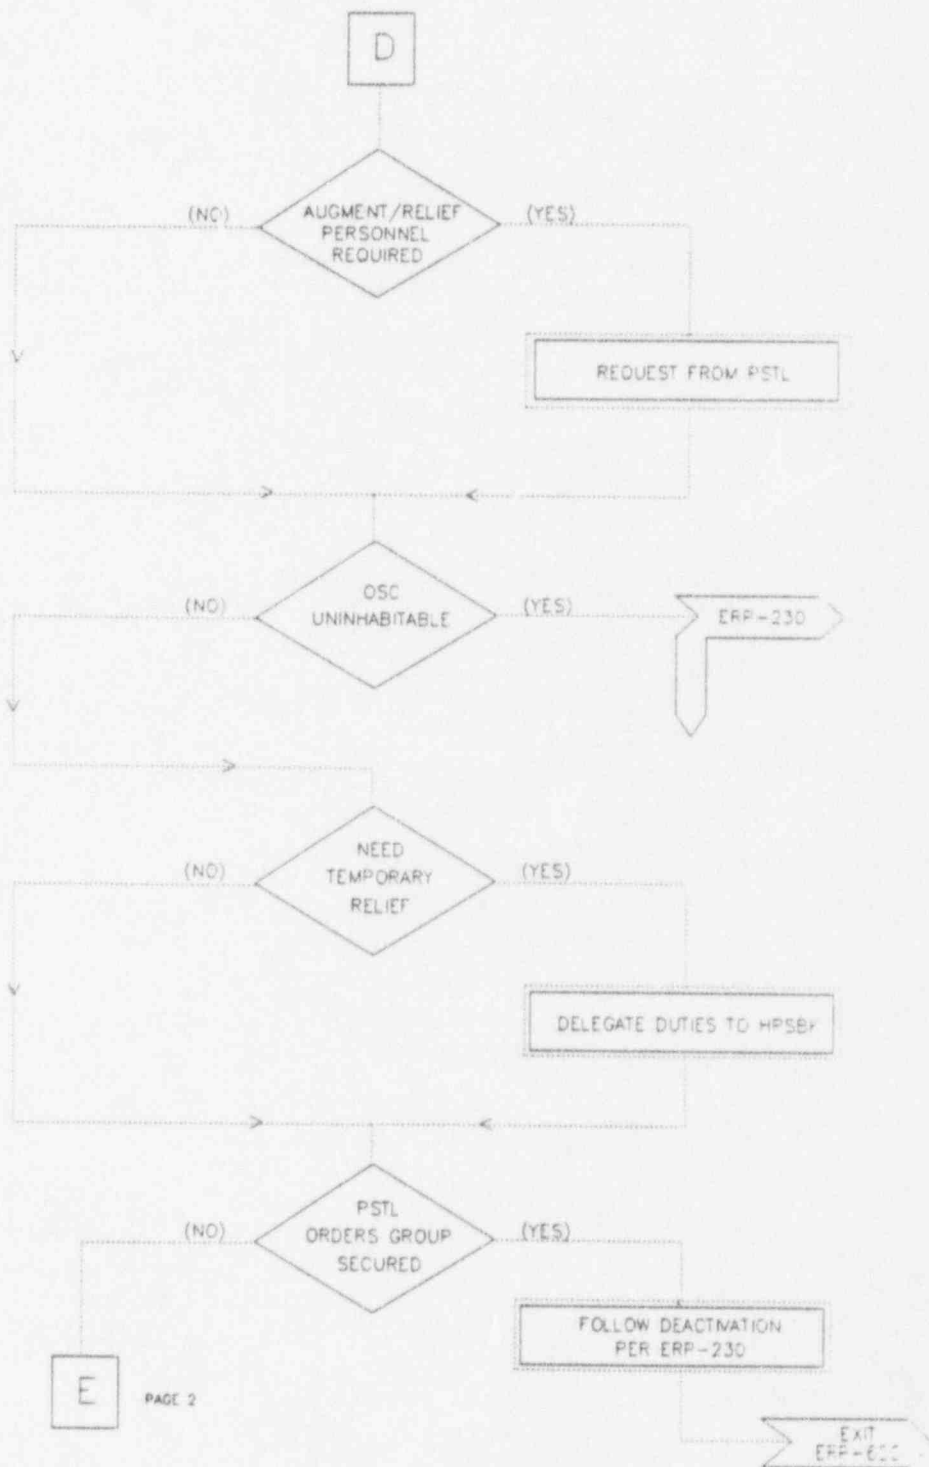 D
AUGMENT/RELIEF
PERSONNEL
REQUIRED
(NO)
(YES)
REQUEST FROM PSTL
OSC
UNINHABITABLE
(NO)
(YES)
ERP-230
NEED
TEMPORARY
RELIEF
(NO)
(YES)
DELEGATE DUTIES TO
PSTL
ORDERS GROUP
SECURED
(NO)
(YES)
FOLLOW DEACTIVATION
PER ERP-230
E
PAGE 2
EXIT